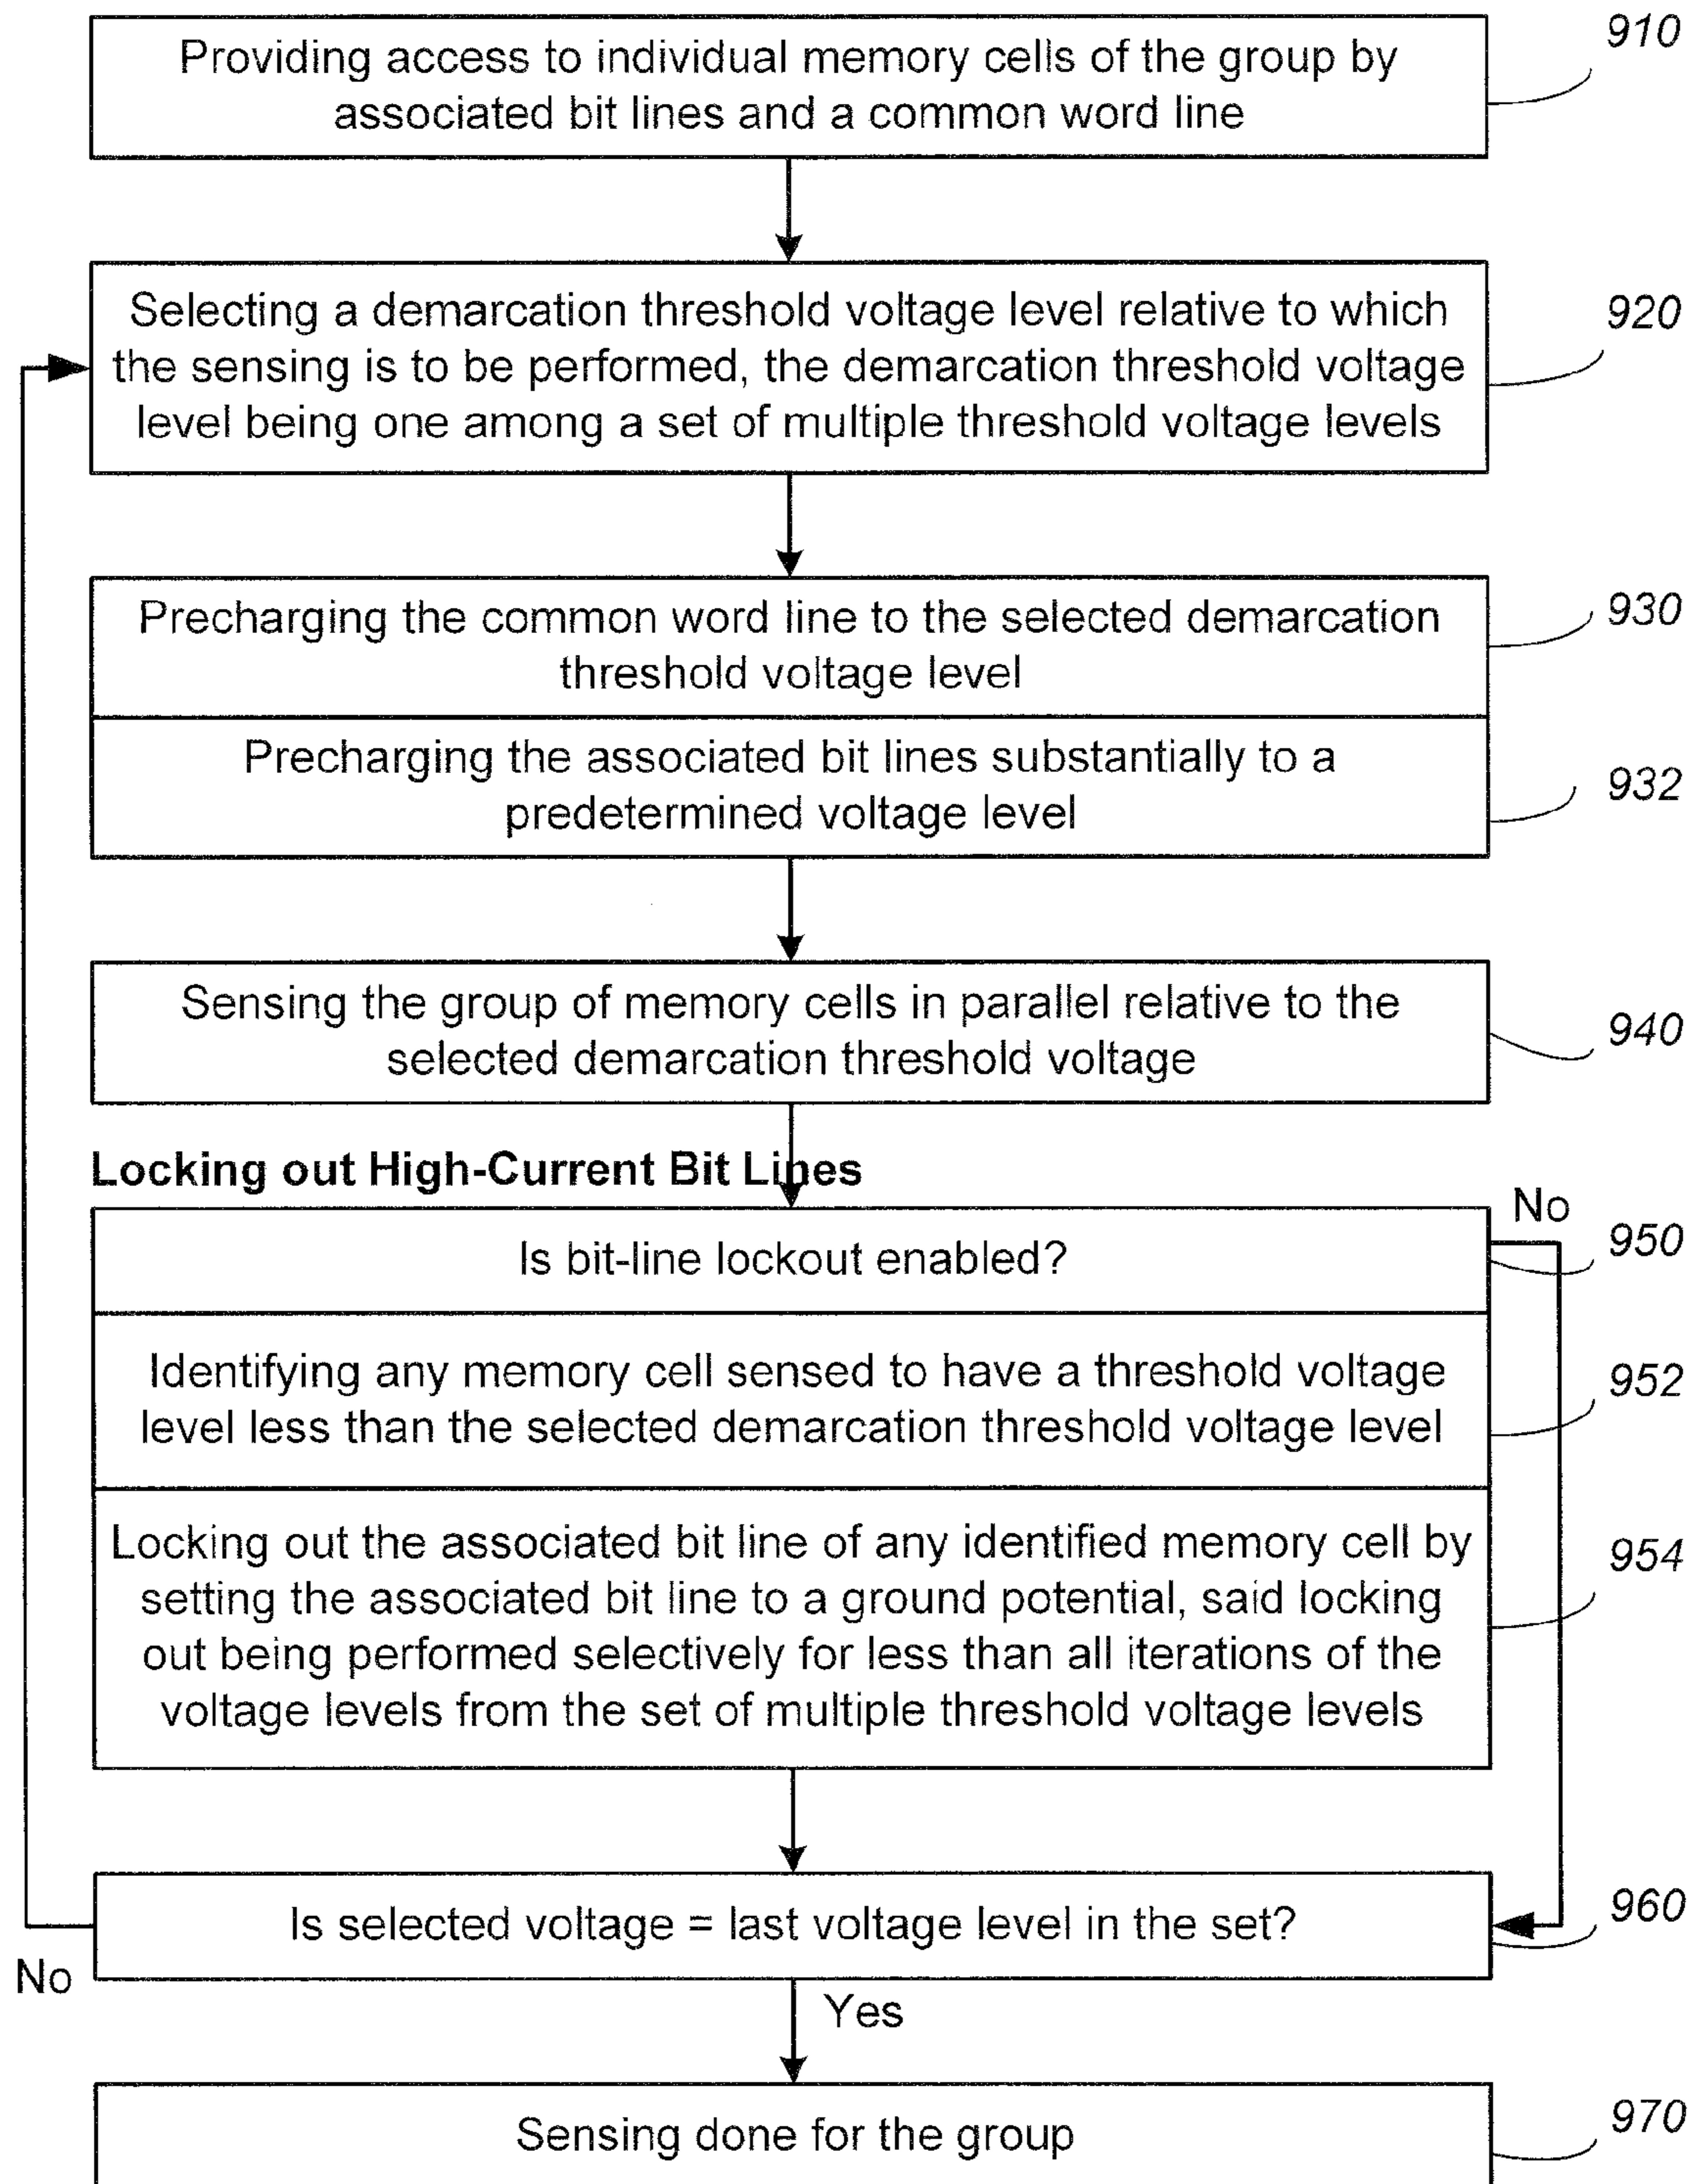 Providing access to individual memory cells of the group by
associated bit lines and a common word line
910
Selecting a demarcation threshold voltage level relative to which
the sensing is to be performed, the demarcation threshold voltage
level being one among a set of multiple threshold voltage levels
920
Precharging the common word line to the selected demarcation
threshold voltage level
930
Precharging the associated bit lines substantially to a
predetermined voltage level
932
Sensing the group of memory cells in parallel relative to the
selected demarcation threshold voltage
940
Locking out High-Current Bit Lines
No
Is bit-line lockout enabled?
950
Identifying any memory cell sensed to have a threshold voltage
level less than the selected demarcation threshold voltage level
952
Locking out the associated bit line of any identified memory cell by
setting the associated bit line to a ground potential, said locking
out being performed selectively for less than all iterations of the
voltage levels from the set of multiple threshold voltage levels
954
Is selected voltage = last voltage level in the set?
960
No
Yes
Sensing done for the group
970